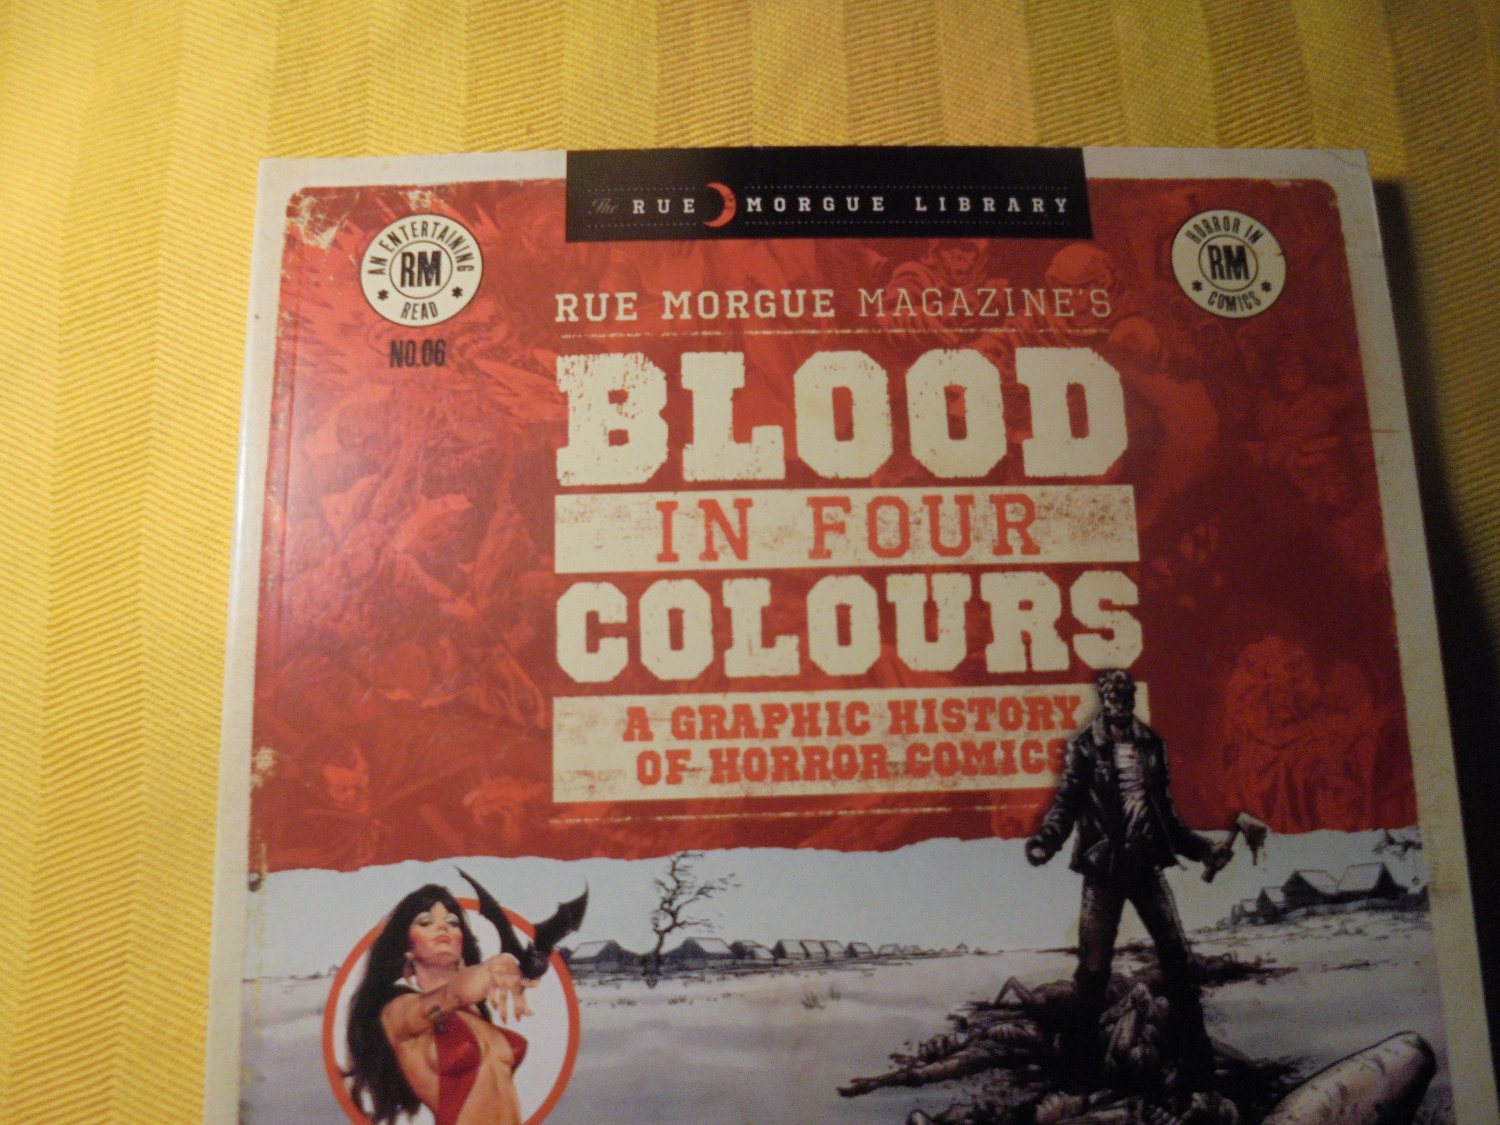 The RUE MORGUE LIBRARY
AN ENTERTAINING
RM
READ
NO.06
HORROR IN
RM
COMICS
RUE MORGUE MAGAZINE'S
BLOOD
IN FOUR
COLOURS
A GRAPHIC HISTORY
OF HORROR COMICS